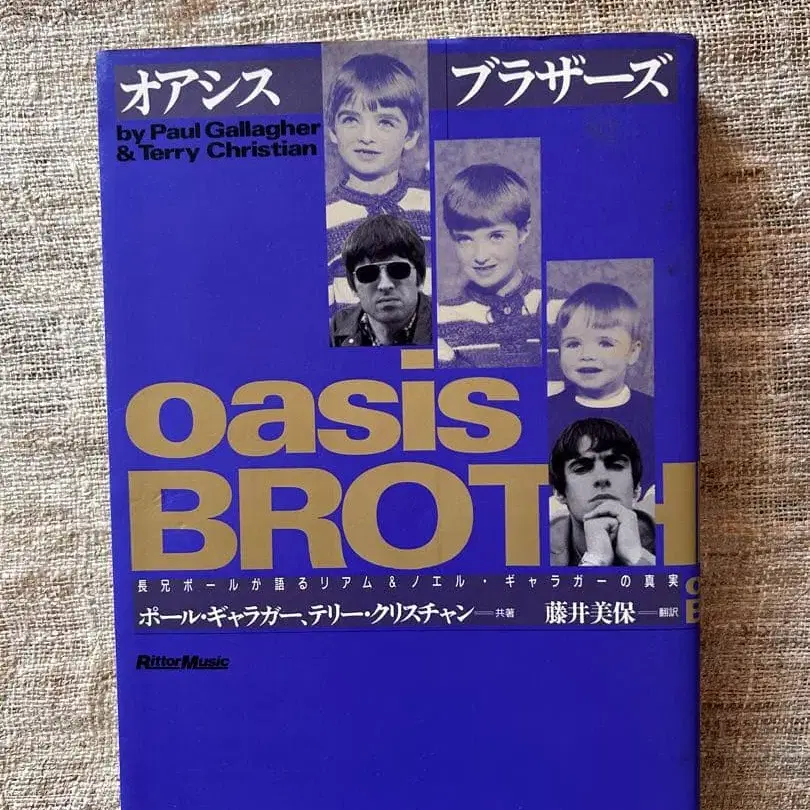 オアシス ブラザーズ
by Paul Gallagher
& Terry Christian
oasis
BROTH
長兄ポールが語るリアム&ノエル・ギャラガーの真実
ポール・ギャラガー、テリー・クリスチャン─共著 藤井美保─翻訳
RittorMusic